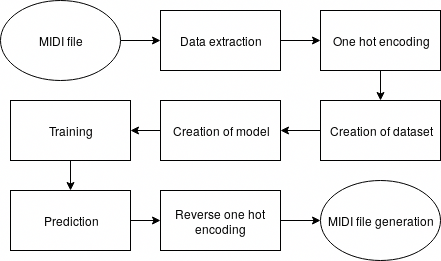 MIDI file
Data extraction
One hot encoding
Creation of dataset
Creation of model
Training
Prediction
Reverse one hot
encoding
MIDI file generation